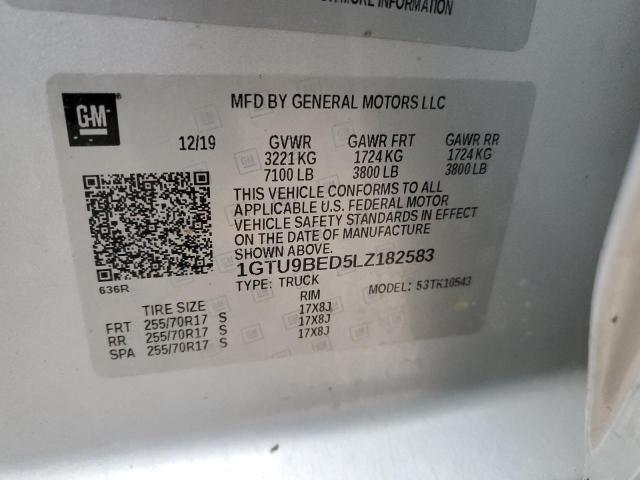 MORE INFORMATION
GM
MFD BY GENERAL MOTORS LLC
12/19 GVWR GAWR FRT GAWR RR
3221 KG 1724 KG 1724 KG
7100 LB 3800 LB 3800 LB
THIS VEHICLE CONFORMS TO ALL
APPLICABLE U.S. FEDERAL MOTOR
VEHICLE SAFETY STANDARDS IN EFFECT
ON THE DATE OF MANUFACTURE
SHOWN ABOVE.
1GTU9BED5LZ182583
636R
TYPE: TRUCK MODEL: 53TK10543
TIRE SIZE RIM
FRT 255/70R17 S 17X8J
RR 255/70R17 S 17X8J
SPA 255/70R17 S 17X8J